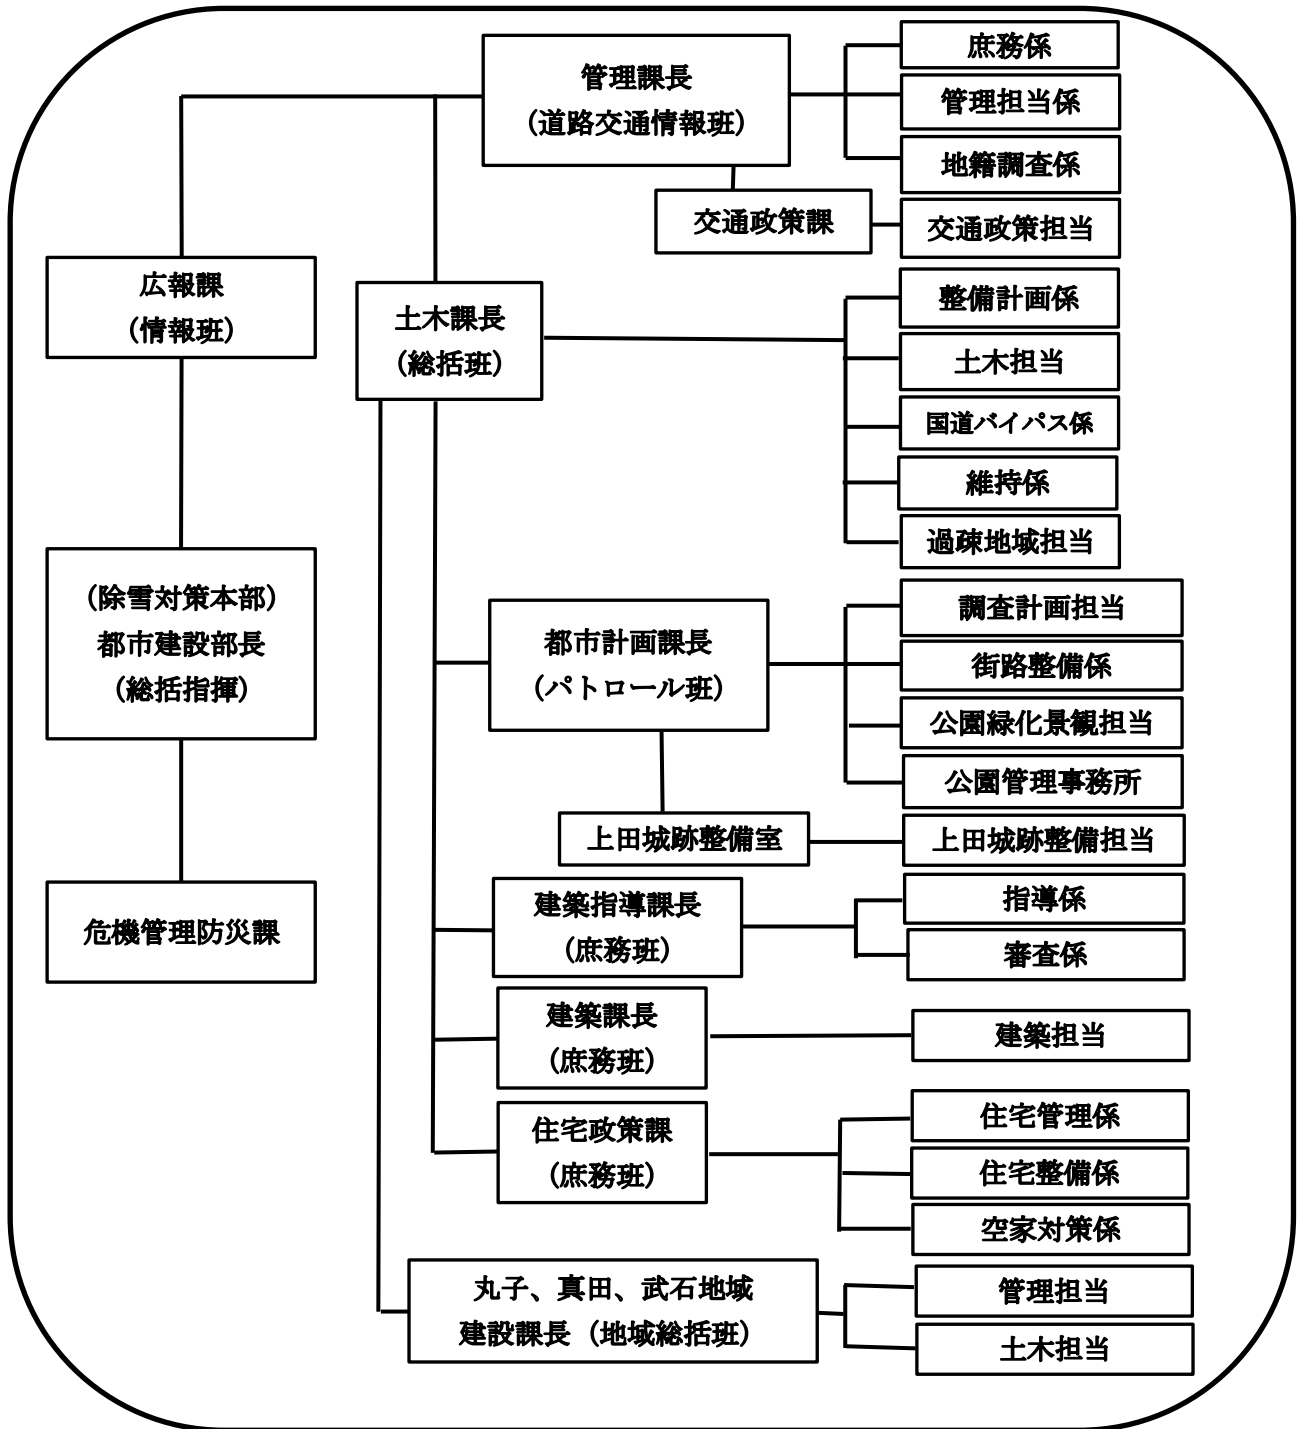 庶務係
管理課長
（道路交通情報班）
管理担当係
地籍調査係
交通政策課
交通政策担当
広報課
（情報班）
土木課長
（総括班）
整備計画係
土木担当
国道バイパス係
維持係
過疎地域担当
（除雪対策本部）
都市建設部長
（総括指揮）
都市計画課長
（パトロール班）
調査計画担当
街路整備係
公園緑化景観担当
公園管理事務所
上田城跡整備室
上田城跡整備担当
危機管理防災課
建築指導課長
（庶務班）
指導係
審査係
建築課長
（庶務班）
建築担当
住宅政策課
（庶務班）
住宅管理係
住宅整備係
空家対策係
丸子、真田、武石地域
建設課長（地域総括班）
管理担当
土木担当